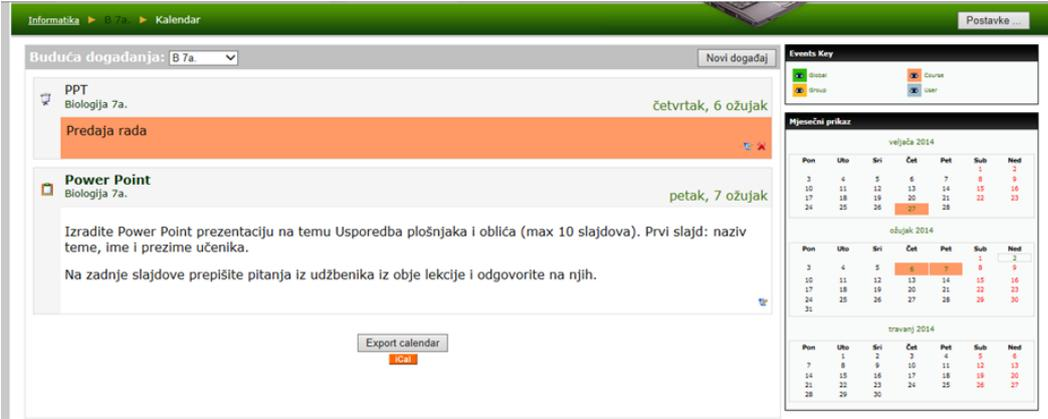 Informatika ► B 7a. ► Kalendar
Postavke ...
Buduća događanja: B 7a.
Novi događaj
PPT
Biologija 7a.
četvrtak, 6 ožujak
Predaja rada
Power Point
Biologija 7a.
petak, 7 ožujak
Izradite Power Point prezentaciju na temu Usporedba plošnjaka i oblića (max 10 slajdova). Prvi slajd: naziv
teme, ime i prezime učenika.
Na zadnje slajdove prepišite pitanja iz udžbenika iz obje lekcije i odgovorite na njih.
Export calendar
iCal
Events Key
Global Course
Group User
Mjesečni prikaz
veljača 2014
Pon Uto Sri Čet Pet Sub Ned
1 2
3 4 5 6 7 8 9
10 11 12 13 14 15 16
17 18 19 20 21 22 23
24 25 26 27 28
ožujak 2014
Pon Uto Sri Čet Pet Sub Ned
1 2
3 4 5 6 7 8 9
10 11 12 13 14 15 16
17 18 19 20 21 22 23
24 25 26 27 28 29 30
31
travanj 2014
Pon Uto Sri Čet Pet Sub Ned
1 2 3 4 5 6
7 8 9 10 11 12 13
14 15 16 17 18 19 20
21 22 23 24 25 26 27
28 29 30